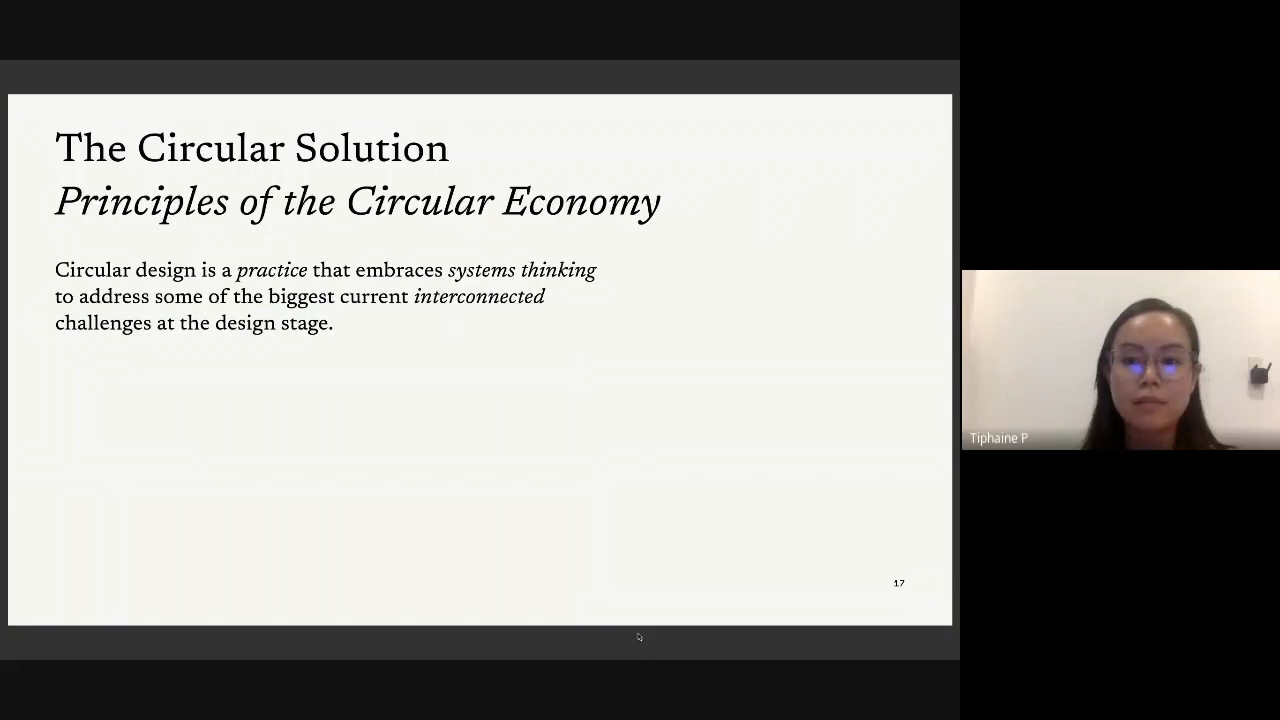 The Circular Solution
Principles of the Circular Economy
Circular design is a practice that embraces systems thinking
to address some of the biggest current interconnected
challenges at the design stage.
17
Tiphaine P